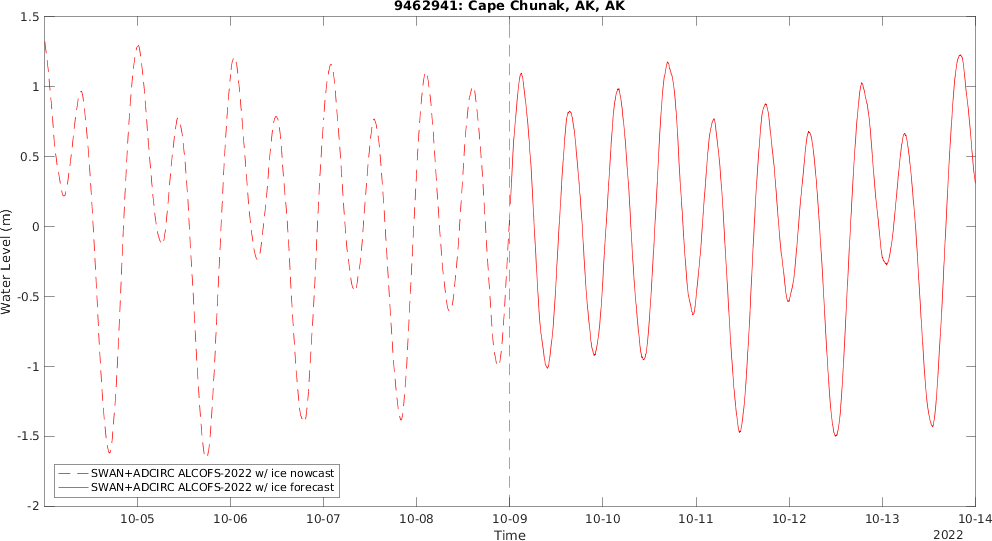 9462941: Cape Chunak, AK, AK
1.5
1
0.5
0
-0.5
-1
-1.5
-2
Water Level (m)
SWAN+ADCIRC ALCOFS-2022 w/ ice nowcast
SWAN+ADCIRC ALCOFS-2022 w/ ice forecast
10-05 10-06 10-07 10-08 10-09 10-10 10-11 10-12 10-13 10-14
Time
2022